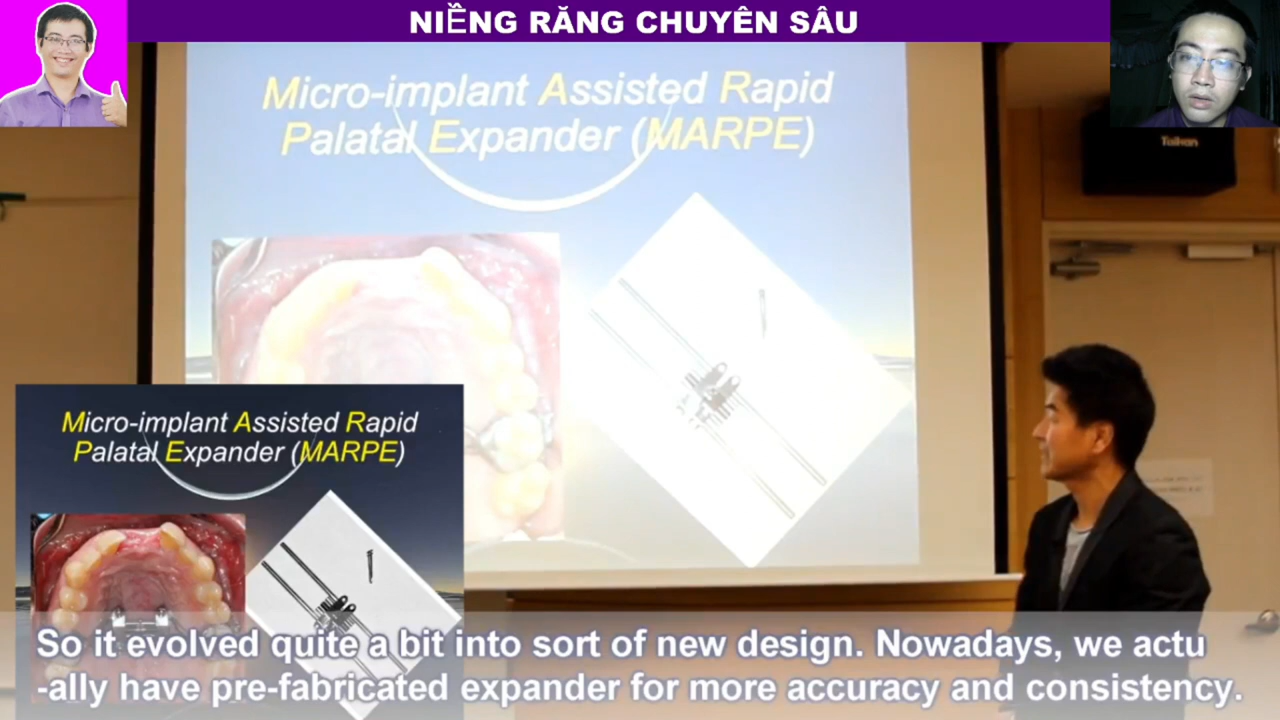 NIỀNG RĂNG CHUYÊN SÂU
Micro-implant Assisted Rapid
Palatal Expander (MARPE)
Micro-implant Assisted Rapid
Palatal Expander (MARPE)
So it evolved quite a bit into sort of new design. Nowadays, we actu
-ally have pre-fabricated expander for more accuracy and consistency.